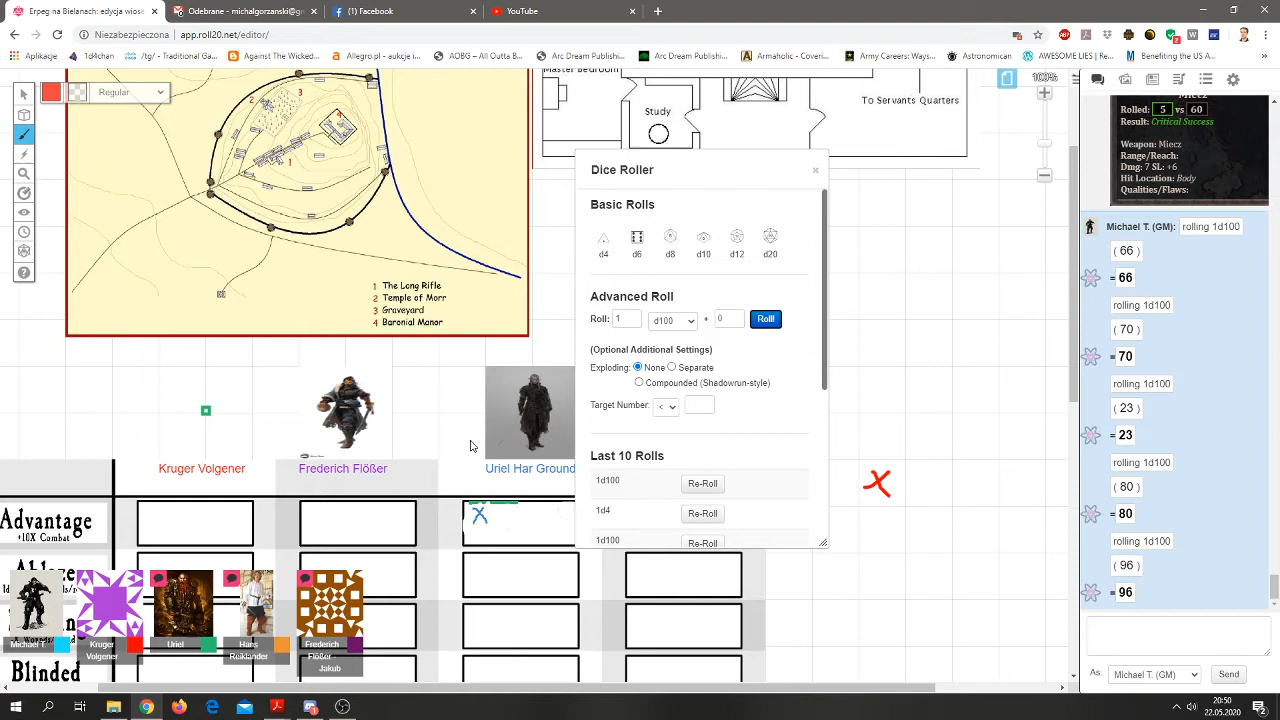 Erpeg na Bielanach: edycja wiose
Odebrane - michalgoranski@gm
(1) Facebook
YouTube
Niezabezpieczona
app.roll20.net/editor/
Aplikacje
1d4chan
/tg/ - Traditional Ga...
Against The Wicked...
Allegro.pl - aukcje i...
AOBU - All Outta B...
Arc Dream Publishi...
Arc Dream Publishi...
Armaholic - Covera...
Army Careers: Ways...
Astronomican
AWESOME LIES | R...
Benefiting the US A...
Regular
100%
Study
To Servants Quarters
1 The Long Rifle
2 Temple of Morr
3 Graveyard
4 Baronial Manor
Dice Roller
Basic Rolls
d4
d6
d8
d10
d12
d20
Advanced Roll
Roll: 1 d100 + 0 Roll!
(Optional Additional Settings)
Exploding: None Separate
Compounded (Shadowrun-style)
Target Number: <
Last 10 Rolls
1d100 Re-Roll
1d4 Re-Roll
1d100 Re-Roll
Kruger Volgener
Frederich Flößer
Uriel Har Ground
Advantage
+10X Combat
X
X
Blinded
Michael T.
Kruger
Volgener
Uriel
Hans
Reiklander
Frederich
Flößer -
Jakub
Miecz
Rolled: 5 vs 60
Result: Critical Success
Weapon: Miecz
Range/Reach:
Dmg: 7 SL: +6
Hit Location: Body
Qualities/Flaws:
Michael T. (GM): rolling 1d100
( 66 )
= 66
rolling 1d100
( 70 )
= 70
rolling 1d100
( 23 )
= 23
rolling 1d100
( 80 )
= 80
rolling 1d100
( 96 )
= 96
As: Michael T. (GM) Send
20:50
22.05.2020